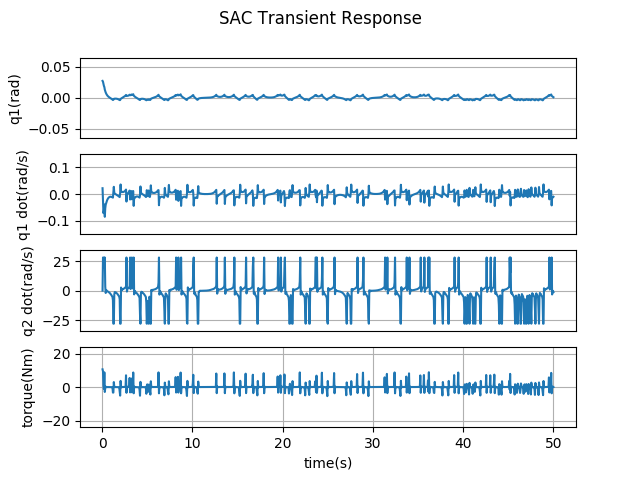 SAC Transient Response
q1(rad)
0.05
0.00
−0.05
q1 dot(rad/s)
0.1
0.0
−0.1
q2 dot(rad/s)
25
0
−25
torque(Nm)
20
0
−20
0 10 20 30 40 50
time(s)